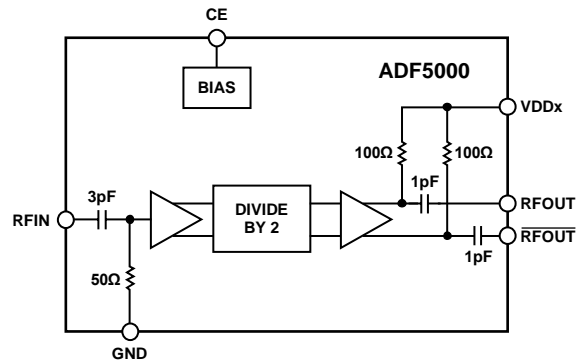 CE
ADF5000
BIAS
VDDx
100Ω
100Ω
1pF
3pF
RFIN
DIVIDE
BY 2
RFOUT
RFOUT
1pF
50Ω
GND